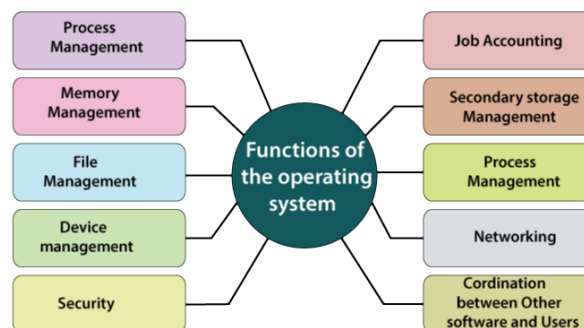 Process
Management
Memory
Management
File
Management
Device
management
Security
Functions of
the operating
system
Job Accounting
Secondary storage
Management
Process
Management
Networking
Cordination
between Other
software and Users